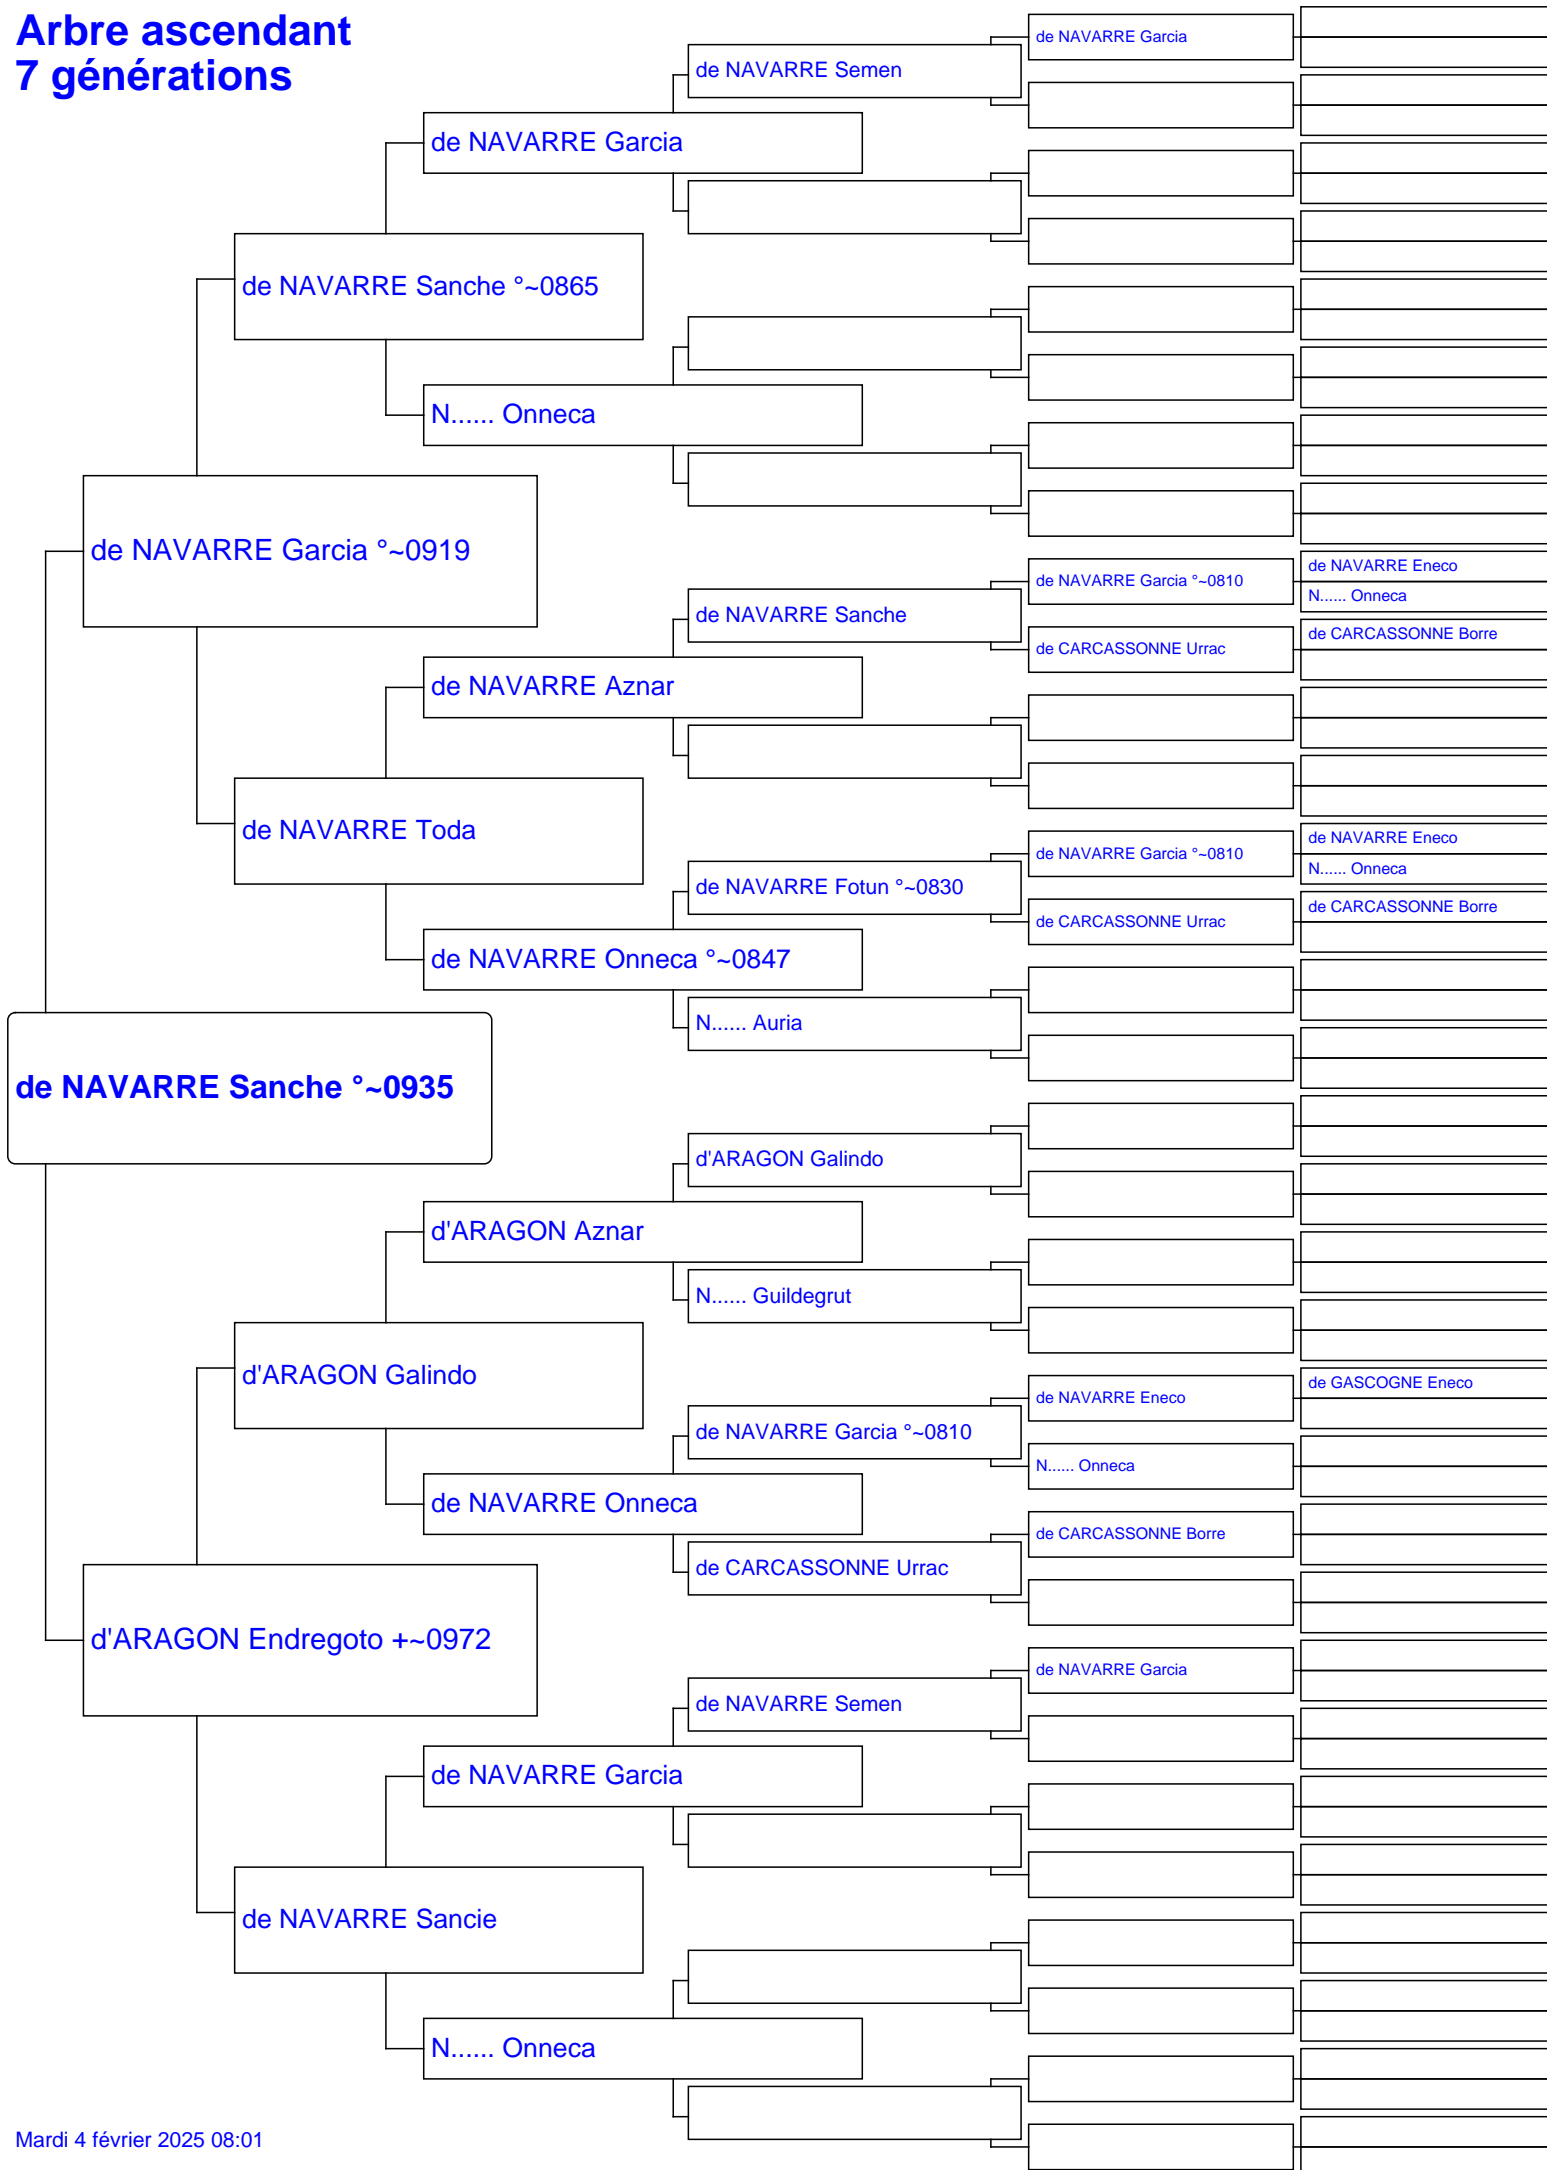 Arbre ascendant
7 générations
de NAVARRE Garcia
de NAVARRE Semen
de NAVARRE Garcia
de NAVARRE Sanche °~0865
N...... Onneca
de NAVARRE Garcia °~0919
de NAVARRE Eneco
de NAVARRE Garcia °~0810
N...... Onneca
de NAVARRE Sanche
de CARCASSONNE Borre
de CARCASSONNE Urrac
de NAVARRE Aznar
de NAVARRE Toda
de NAVARRE Eneco
de NAVARRE Garcia °~0810
N...... Onneca
de NAVARRE Fotun °~0830
de CARCASSONNE Borre
de CARCASSONNE Urrac
de NAVARRE Onneca °~0847
N...... Auria
de NAVARRE Sanche °~0935
d'ARAGON Galindo
d'ARAGON Aznar
N...... Guildegrut
d'ARAGON Galindo
de GASCOGNE Eneco
de NAVARRE Eneco
de NAVARRE Garcia °~0810
N...... Onneca
de NAVARRE Onneca
de CARCASSONNE Borre
de CARCASSONNE Urrac
d'ARAGON Endregoto +~0972
de NAVARRE Garcia
de NAVARRE Semen
de NAVARRE Garcia
de NAVARRE Sancie
N...... Onneca
Mardi 4 février 2025 08:01